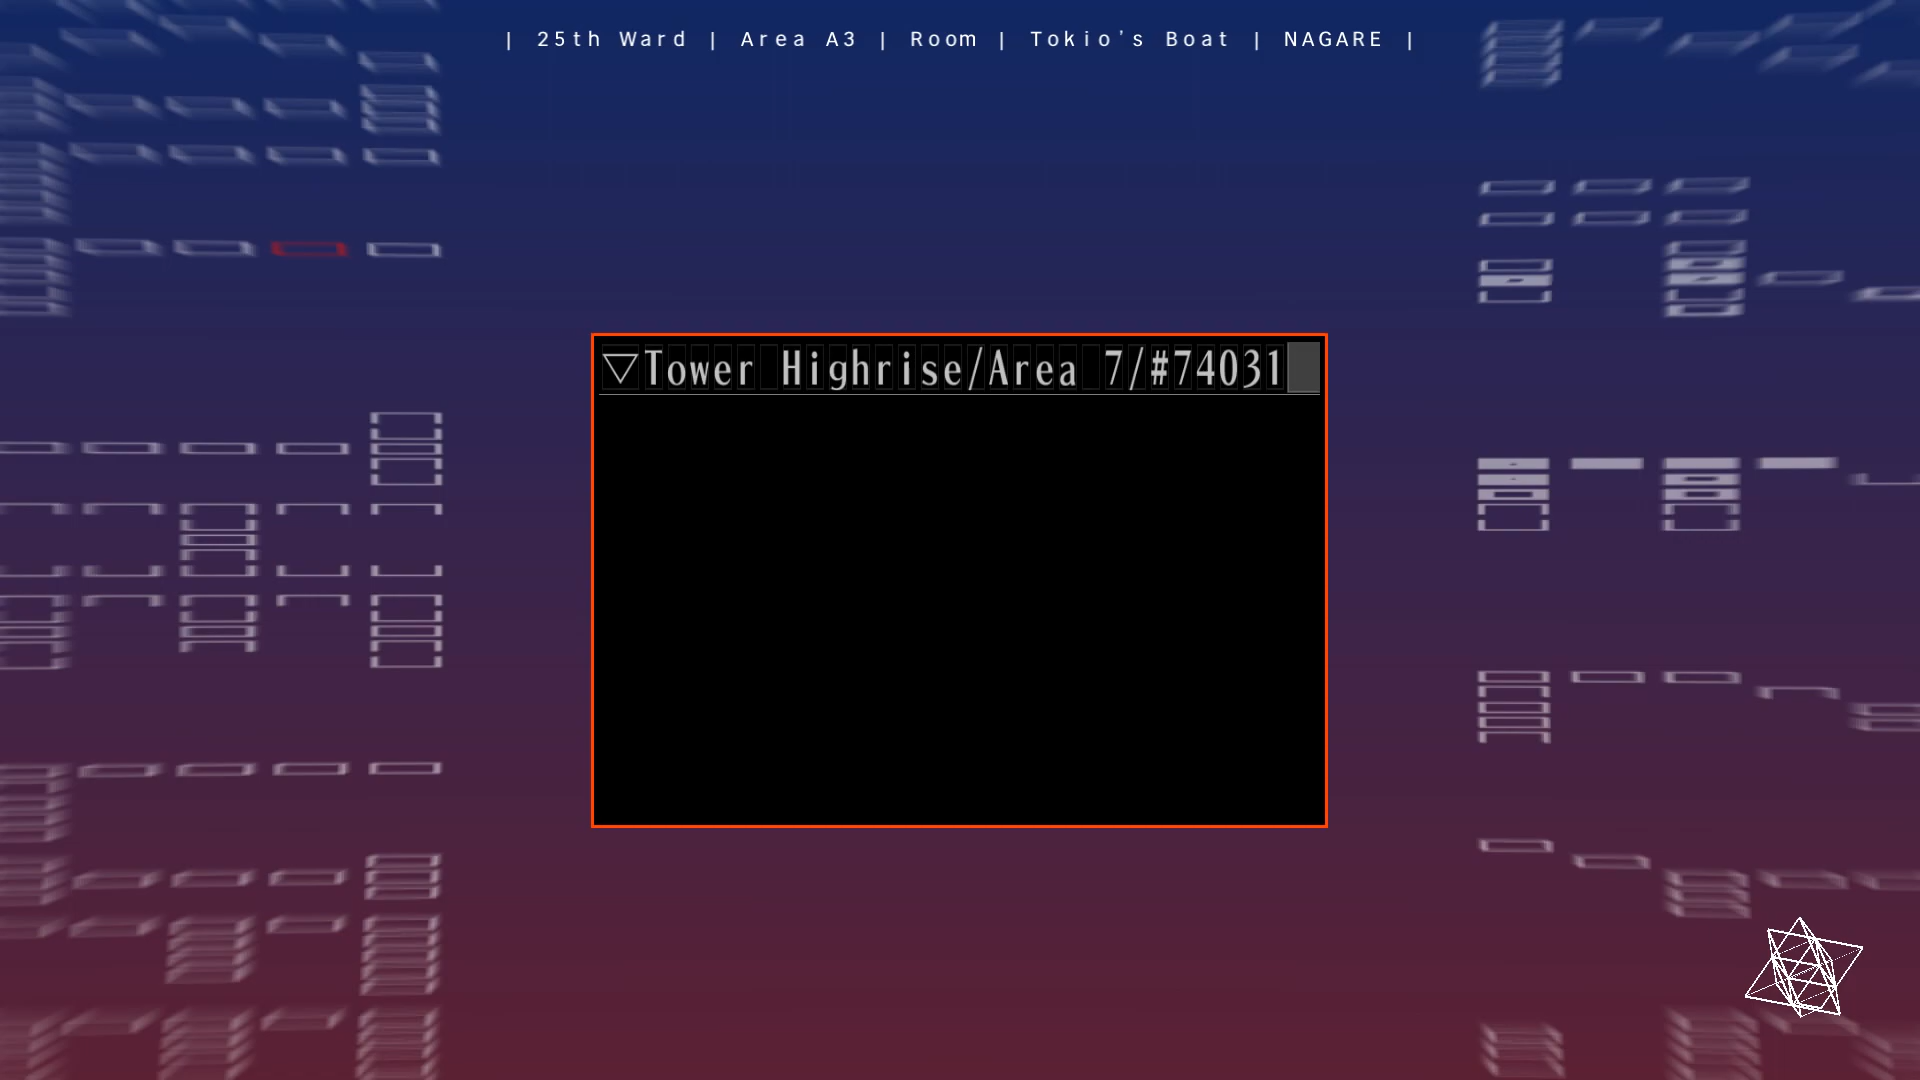 | 25th Ward | Area A3 | Room | Tokio's Boat | NAGARE |
▽Tower Highrise/Area 7/#74031